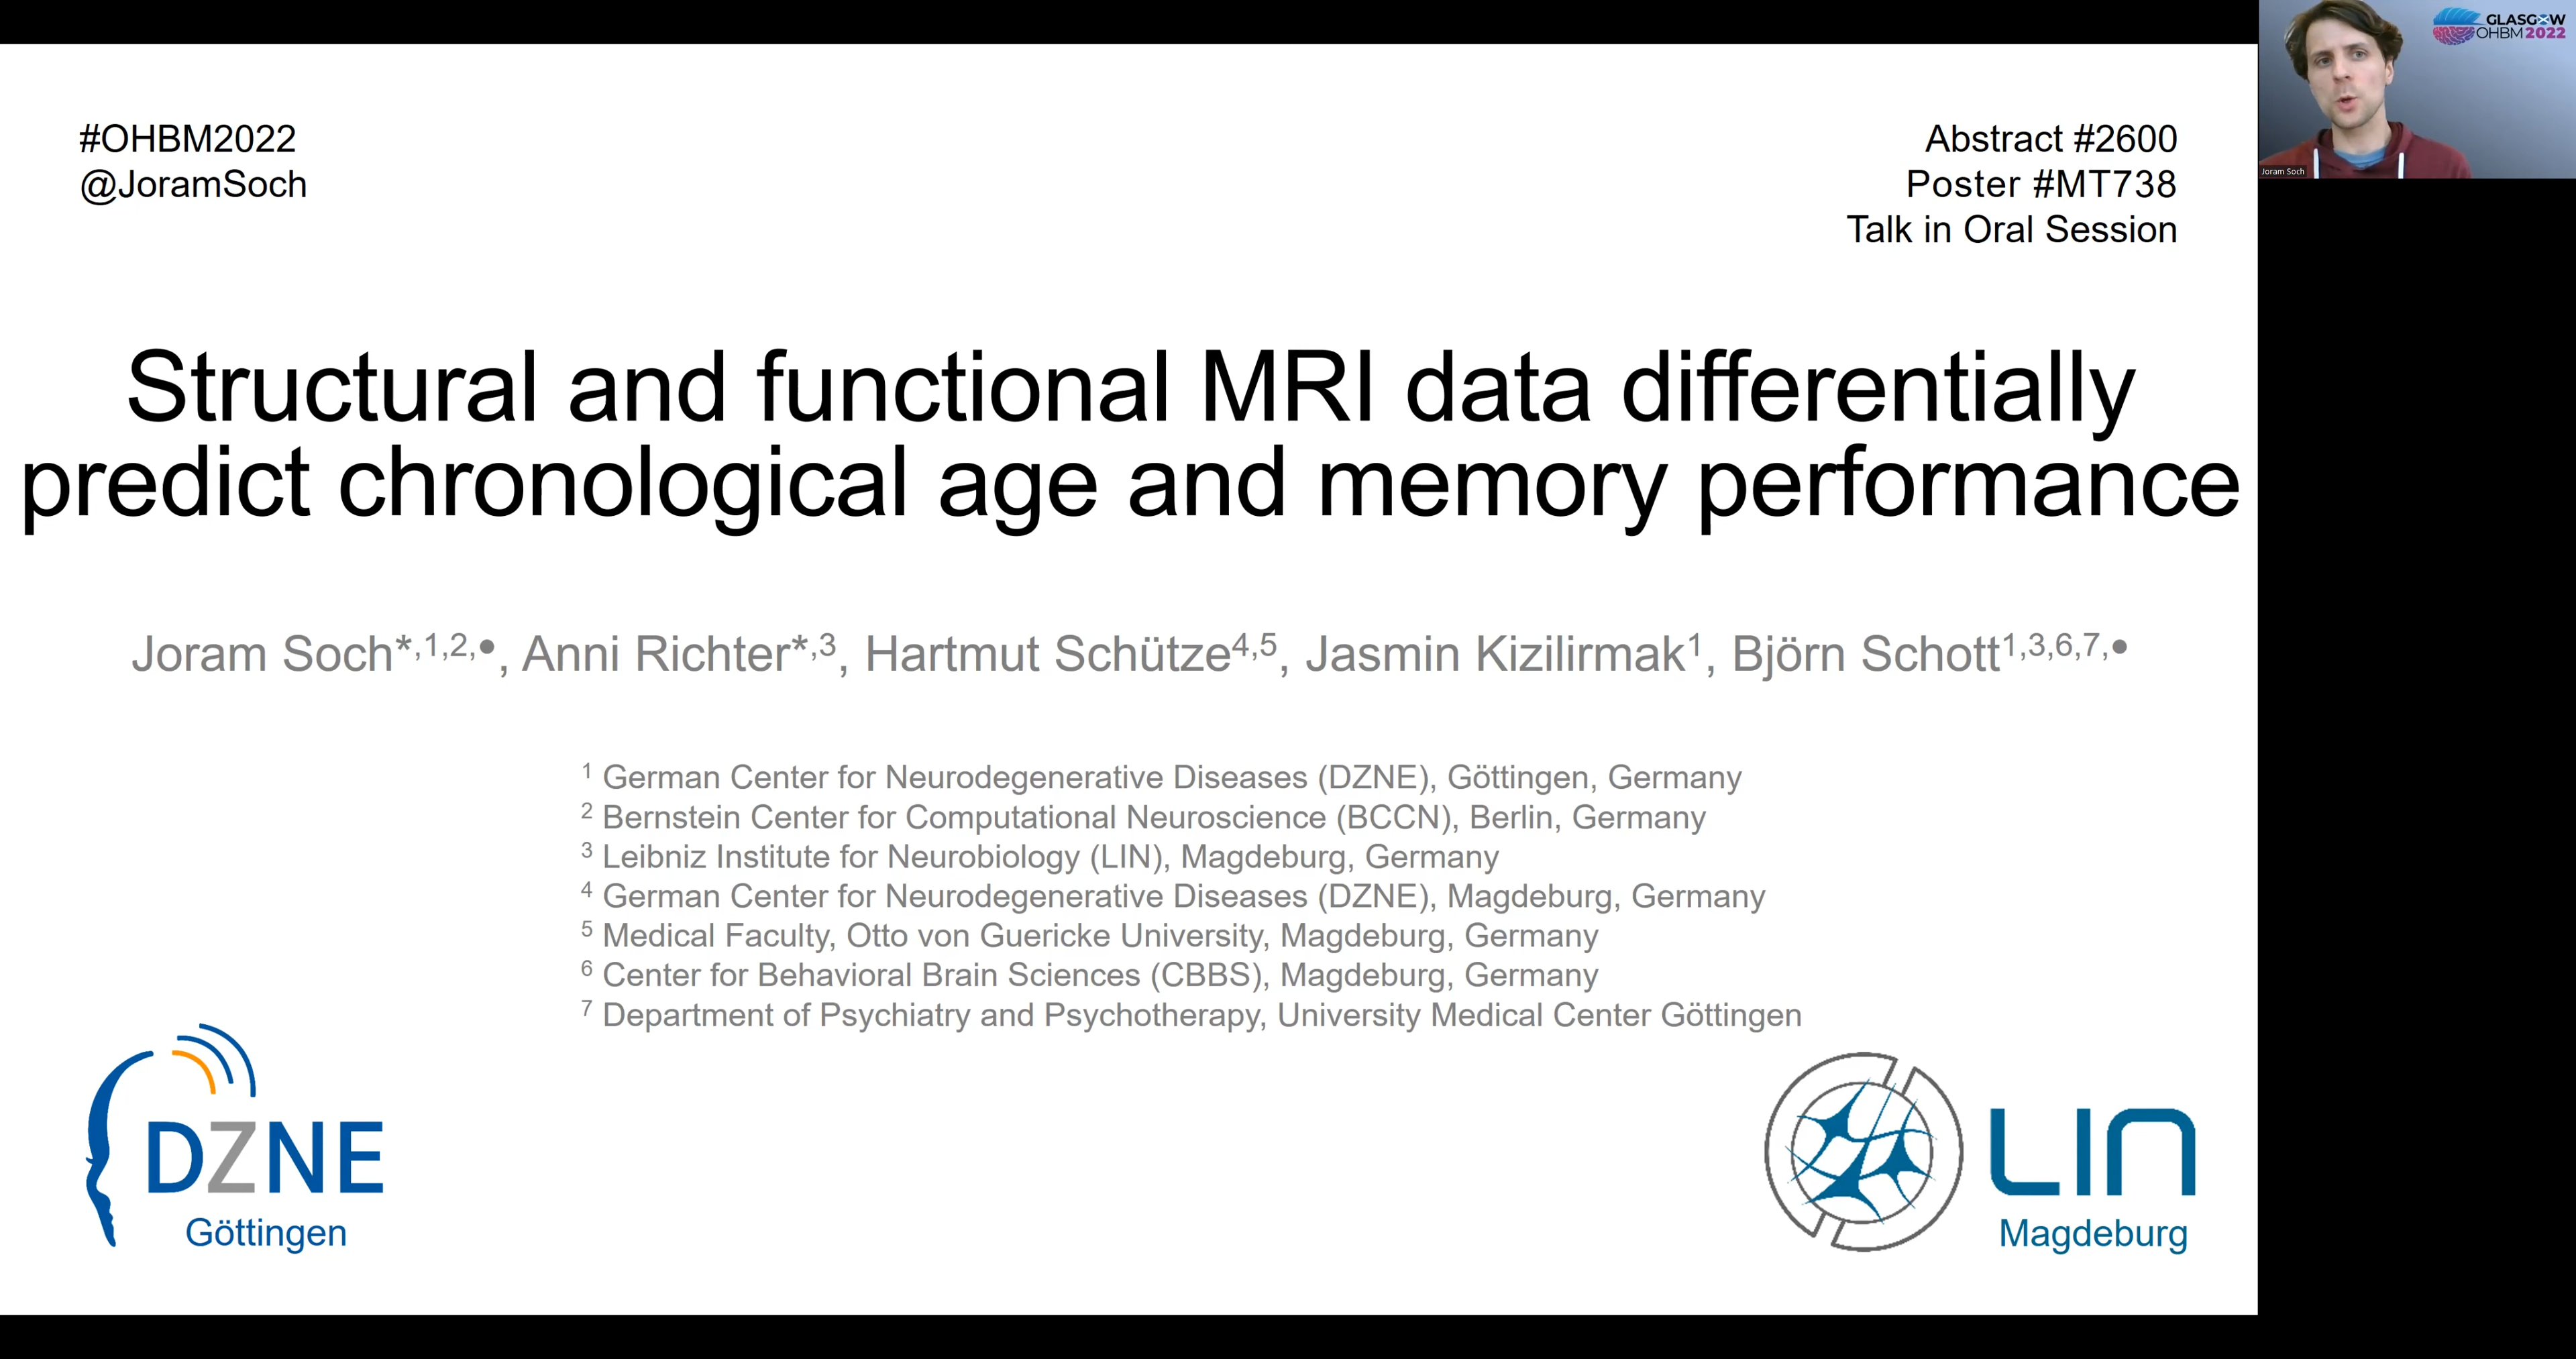 #OHBM2022
@JoramSoch
Abstract #2600
Poster #MT738
Talk in Oral Session
Structural and functional MRI data differentially
predict chronological age and memory performance
Joram Soch*,1,2,●, Anni Richter*,3, Hartmut Schütze4,5, Jasmin Kizilirmak1, Björn Schott1,3,6,7,●
1 German Center for Neurodegenerative Diseases (DZNE), Göttingen, Germany
2 Bernstein Center for Computational Neuroscience (BCCN), Berlin, Germany
3 Leibniz Institute for Neurobiology (LIN), Magdeburg, Germany
4 German Center for Neurodegenerative Diseases (DZNE), Magdeburg, Germany
5 Medical Faculty, Otto von Guericke University, Magdeburg, Germany
6 Center for Behavioral Brain Sciences (CBBS), Magdeburg, Germany
7 Department of Psychiatry and Psychotherapy, University Medical Center Göttingen
DZNE
Göttingen
LIN
Magdeburg
GLASGOW
OHBM 2022
Joram Soch